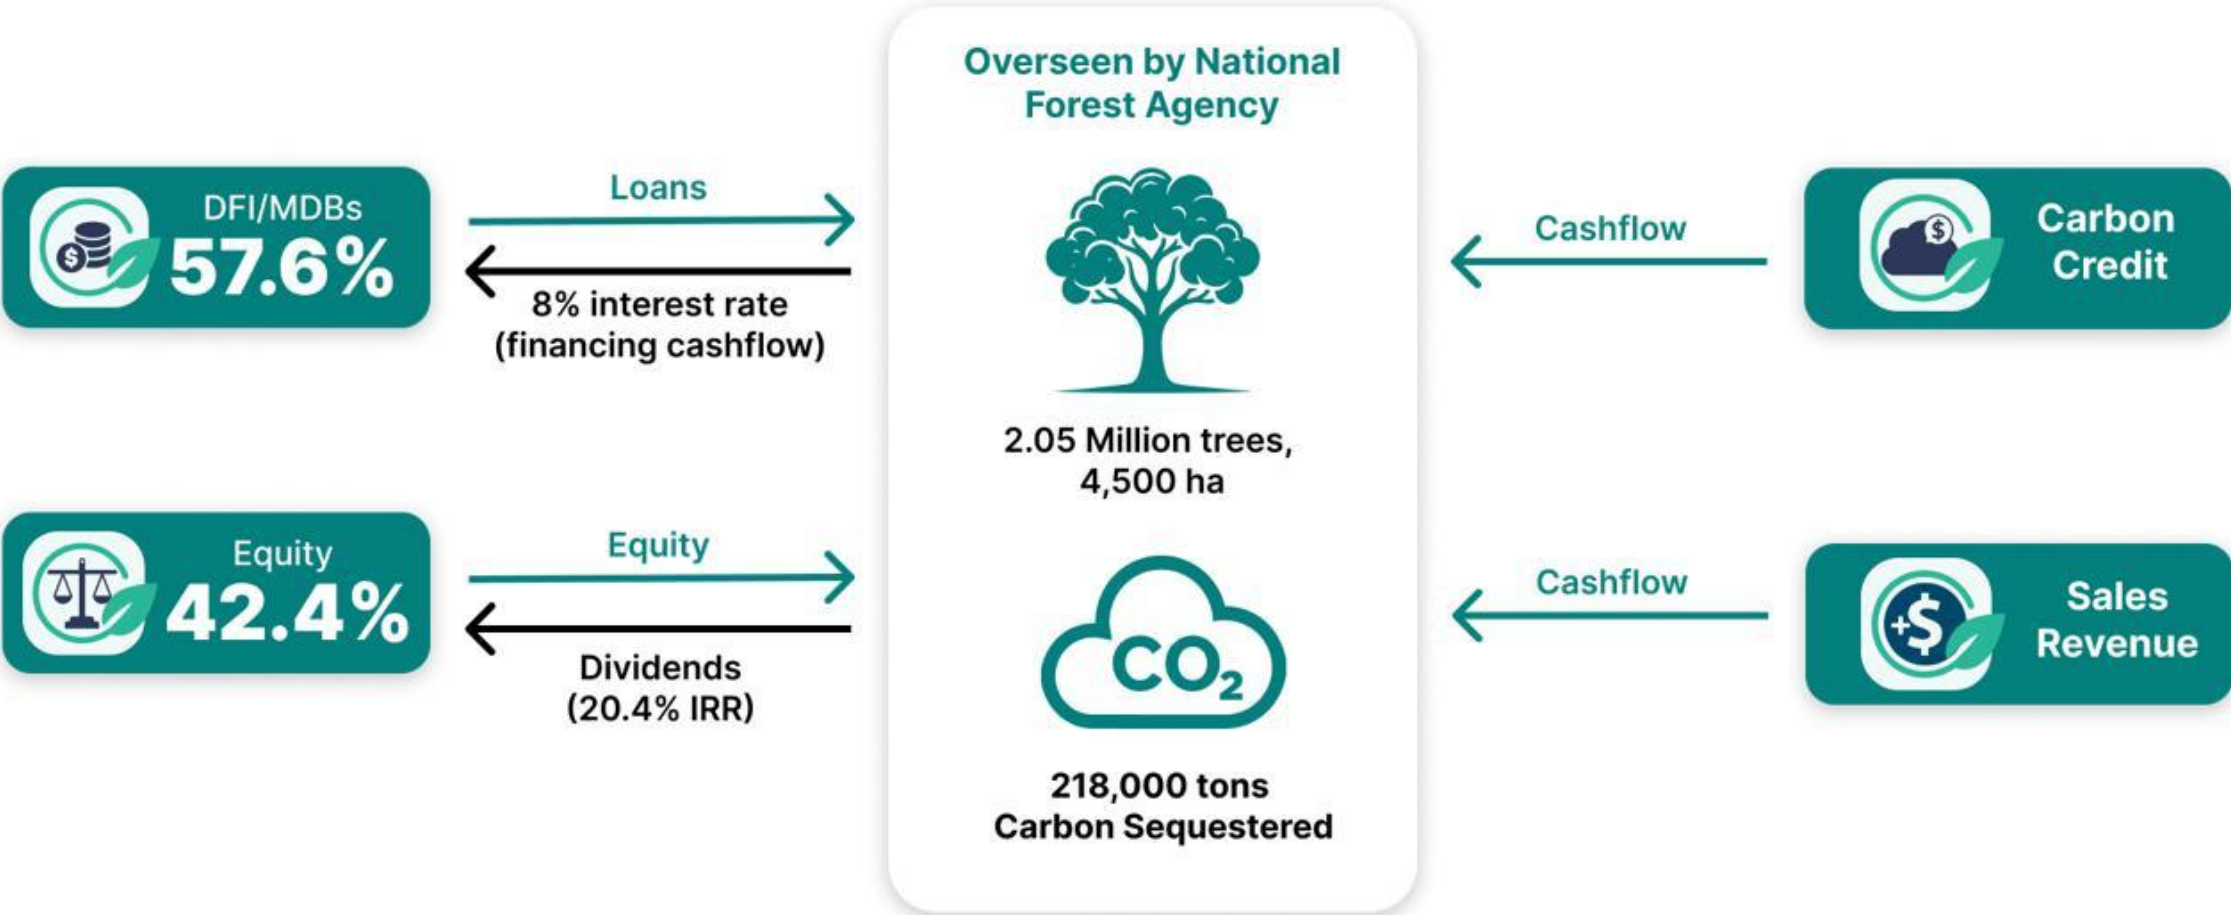 Overseen by National
Forest Agency
DFI/MDBs
57.6%
Loans
8% interest rate
(financing cashflow)
Equity
42.4%
Equity
Dividends
(20.4% IRR)
2.05 Million trees,
4,500 ha
CO₂
218,000 tons
Carbon Sequestered
Cashflow
$
$
Carbon
Credit
Cashflow
+$
Sales
Revenue